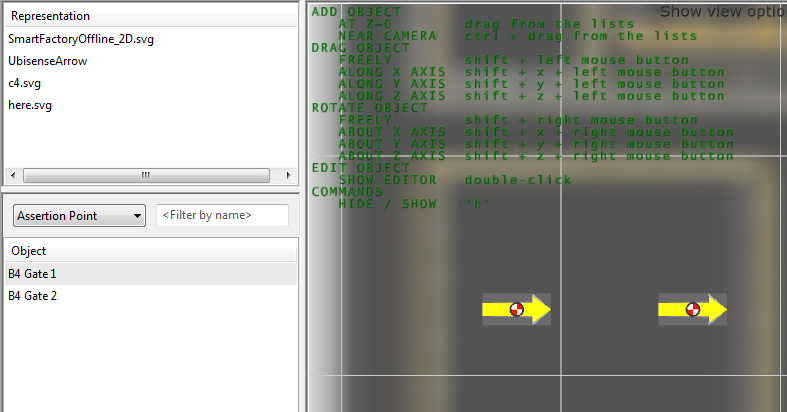 Representation
SmartFactoryOffline_2D.svg
UbisenseArrow
c4.svg
here.svg
Assertion Point
<Filter by name>
Object
B4 Gate 1
B4 Gate 2
Show view optio
ADD OBJECT
AT Z=0 drag from the lists
NEAR CAMERA ctrl + drag from the lists
DRAG OBJECT
FREELY shift + left mouse button
ALONG X AXIS shift + x + left mouse button
ALONG Y AXIS shift + y + left mouse button
ALONG Z AXIS shift + z + left mouse button
ROTATE OBJECT
FREELY shift + right mouse button
ABOUT X AXIS shift + x + right mouse button
ABOUT Y AXIS shift + y + right mouse button
ABOUT Z AXIS shift + z + right mouse button
EDIT OBJECT
SHOW EDITOR double-click
COMMANDS
HIDE / SHOW 'h'